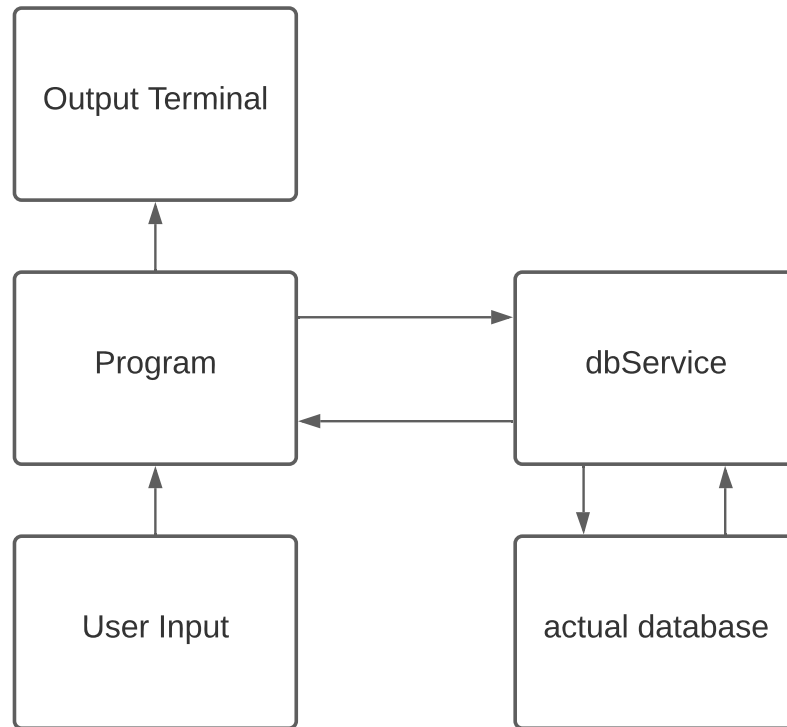 Output Terminal
Program
dbService
User Input
actual database